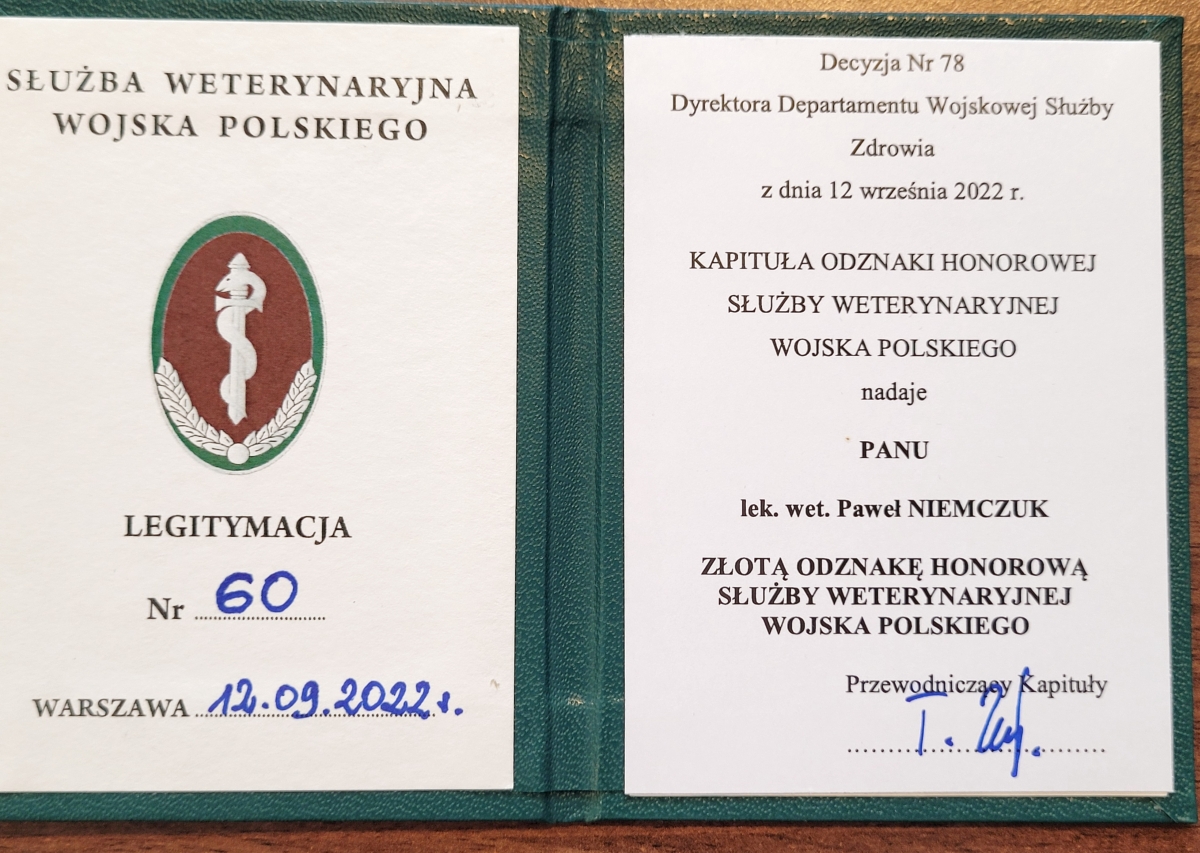 SŁUŻBA WETERYNARYJNA
WOJSKA POLSKIEGO
LEGITYMACJA
Nr 60
WARSZAWA 12.09.2022 r.
Decyzja Nr 78
Dyrektora Departamentu Wojskowej Służby
Zdrowia
z dnia 12 września 2022 r.
KAPITUŁA ODZNAKI HONOROWEJ
SŁUŻBY WETERYNARYJNEJ
WOJSKA POLSKIEGO
nadaje
PANU
lek. wet. Paweł NIEMCZUK
ZŁOTĄ ODZNAKĘ HONOROWĄ
SŁUŻBY WETERYNARYJNEJ
WOJSKA POLSKIEGO
Przewodniczący Kapituły